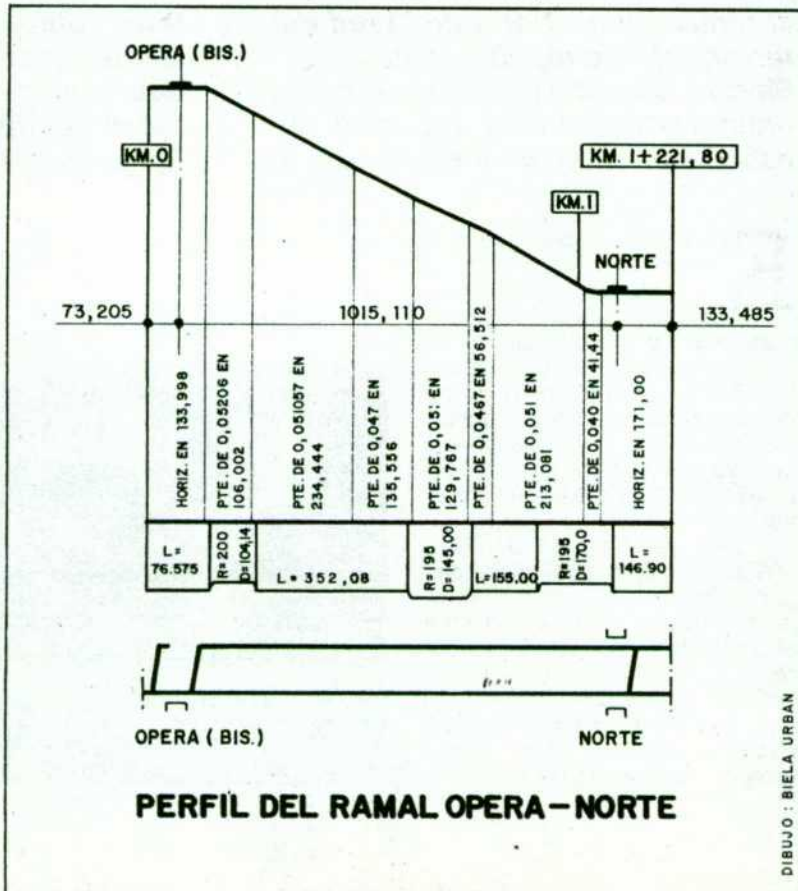 OPERA (BIS.)
KM.0
KM. 1+221,80
KM.1
NORTE
73,205
1015,110
133,485
HORIZ. EN 133,998
PTE. DE 0,05206 EN
106,002
PTE. DE 0,051057 EN
234,444
PTE. DE 0,047 EN
135,556
PTE. DE 0,051 EN
PTE. DE 0,0467 EN 56,512
PTE. DE 0,051 EN
213,081
PTE. DE 0,040 EN 41,44
HORIZ. EN 171,00
L=
76.575
R=200
D=104,14
L=352,08
R=195
D=145,00
L=155,00
R=195
D=170,0
L=
146.90
OPERA (BIS.)
NORTE
PERFIL DEL RAMAL OPERA-NORTE
DIBUJO : BIELA URBAN